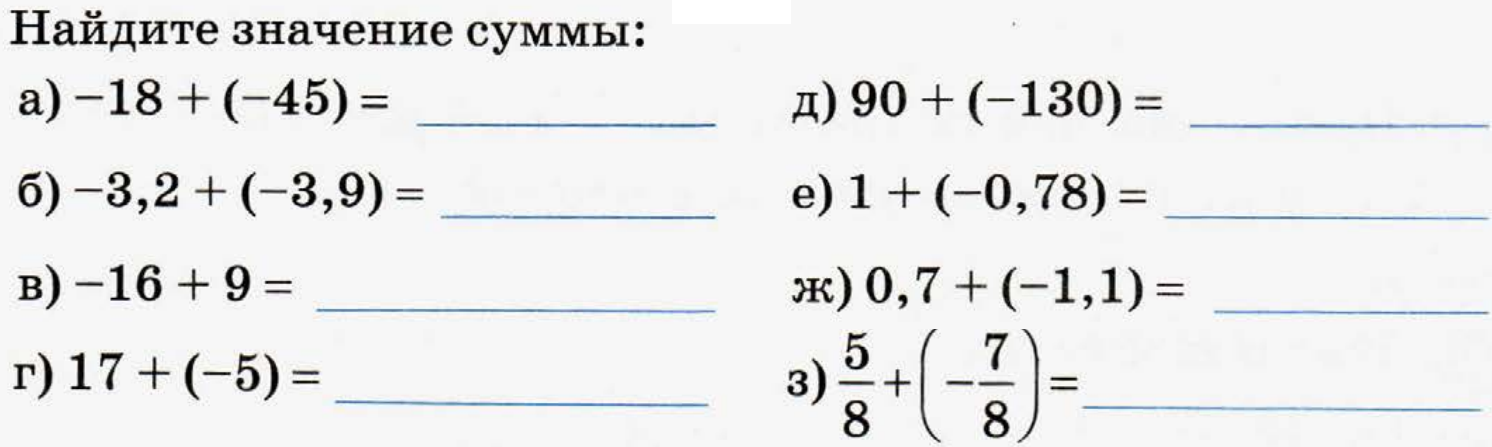 Найдите значение суммы:
а) −18 + (−45) =
б) −3,2 + (−3,9) =
в) −16 + 9 =
г) 17 + (−5) =
д) 90 + (−130) =
е) 1 + (−0,78) =
ж) 0,7 + (−1,1) =
з) 5/8 + (−7/8) =